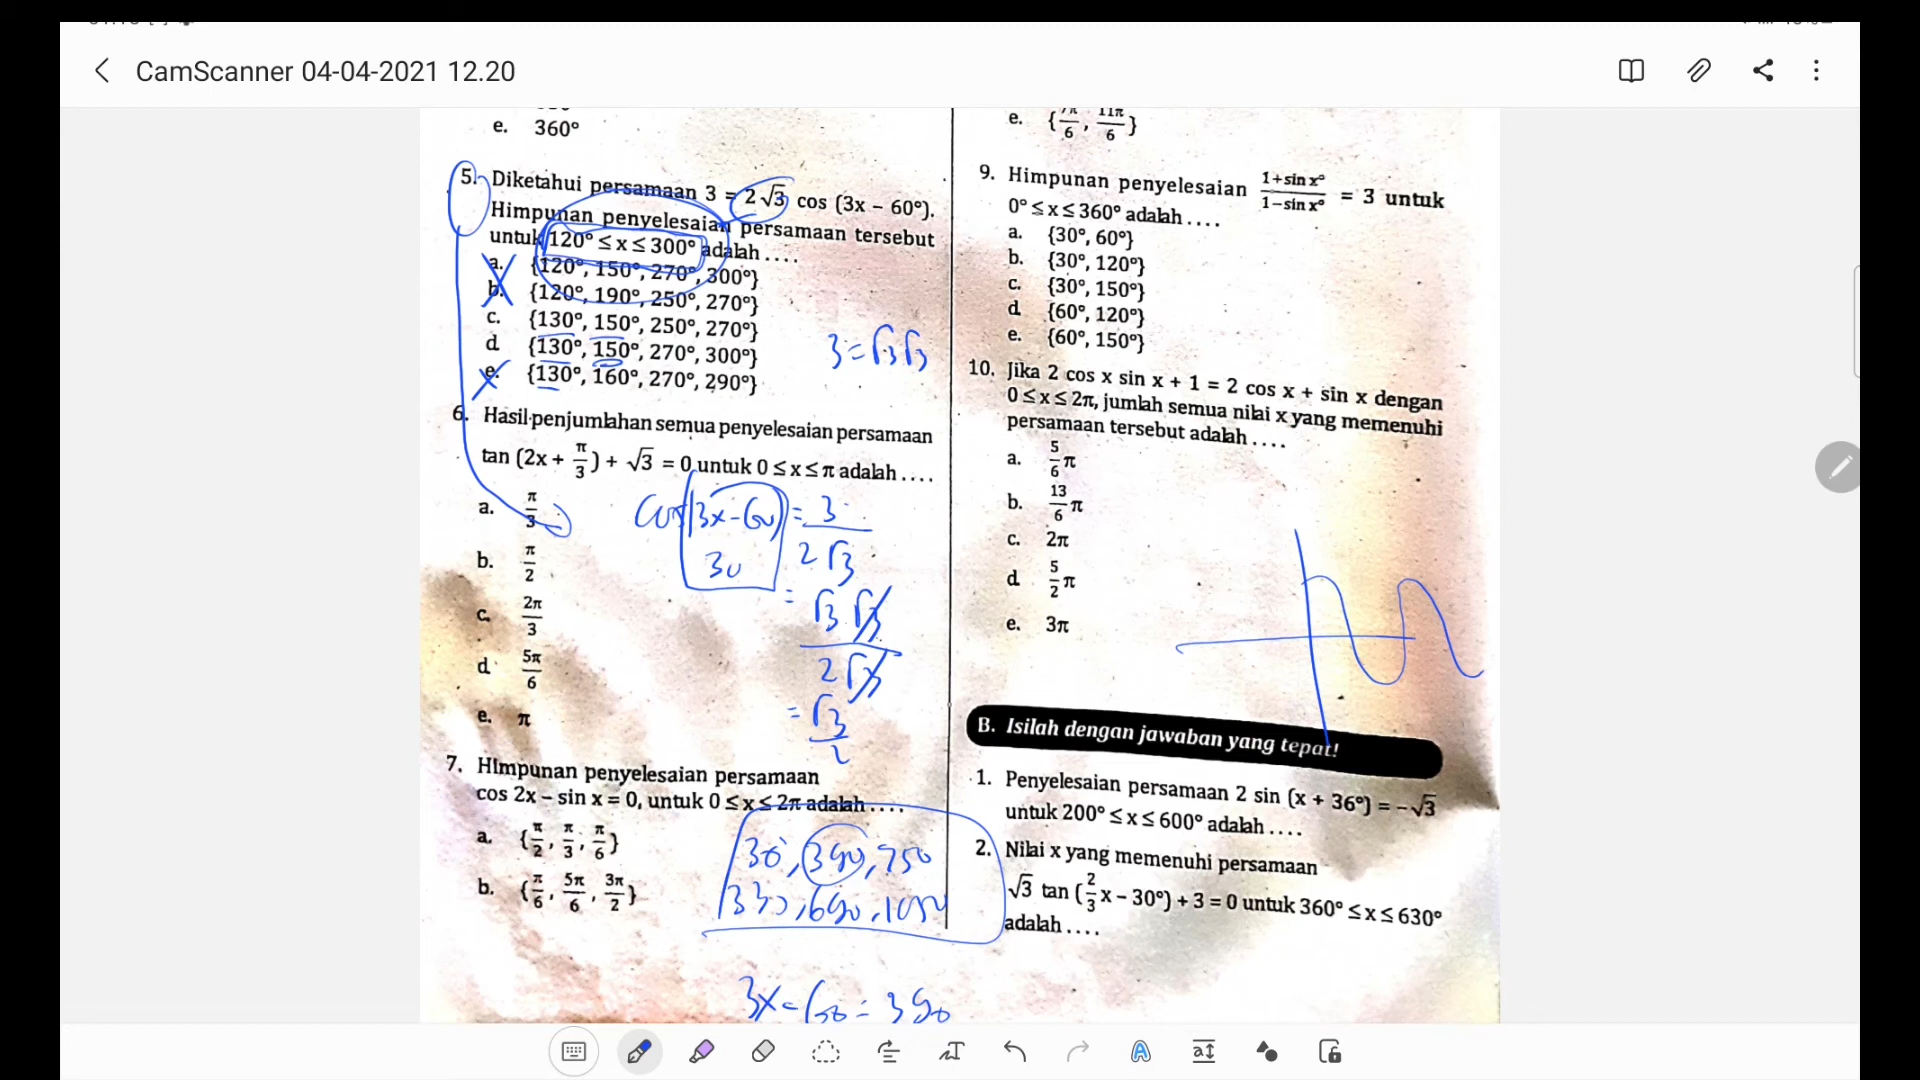 CamScanner 04-04-2021 12.20
e. 360°
5. Diketahui persamaan 3 = 2√3 cos (3x – 60°).
Himpunan penyelesaian persamaan tersebut
untuk 120° ≤ x ≤ 300° adalah . . . .
a. {120°, 150°, 270°, 300°}
b. {120°, 190°, 250°, 270°}
c. {130°, 150°, 250°, 270°}
d {130°, 150°, 270°, 300°}
e. {130°, 160°, 270°, 290°}
3 = √3 √3
6. Hasil penjumlahan semua penyelesaian persamaan
tan (2x + π/3) + √3 = 0 untuk 0 ≤ x ≤ π adalah . . . .
a. π/3
b. π/2
c. 2π/3
d 5π/6
e. π
cos (3x – 60) = 3 / 2√3
30
= √3 √3 / 2√3
= √3 / 2
7. Himpunan penyelesaian persamaan
cos 2x – sin x = 0, untuk 0 ≤ x ≤ 2π adalah . . . .
a. {π/2, π/3, π/6}
b. {π/6, 5π/6, 3π/2}
30, 390, 750
330, 690, 1050
3x – 60 = 390
e. {7π/6, 11π/6}
9. Himpunan penyelesaian 1+sin x°/1–sin x° = 3 untuk
0° ≤ x ≤ 360° adalah . . . .
a. {30°, 60°}
b. {30°, 120°}
c. {30°, 150°}
d {60°, 120°}
e. {60°, 150°}
10. Jika 2 cos x sin x + 1 = 2 cos x + sin x dengan
0 ≤ x ≤ 2π, jumlah semua nilai x yang memenuhi
persamaan tersebut adalah . . . .
a. 5/6 π
b. 13/6 π
c. 2π
d 5/2 π
e. 3π
B. Isilah dengan jawaban yang tepat!
1. Penyelesaian persamaan 2 sin (x + 36°) = –√3
untuk 200° ≤ x ≤ 600° adalah . . . .
2. Nilai x yang memenuhi persamaan
√3 tan (2/3 x – 30°) + 3 = 0 untuk 360° ≤ x ≤ 630°
adalah . . . .